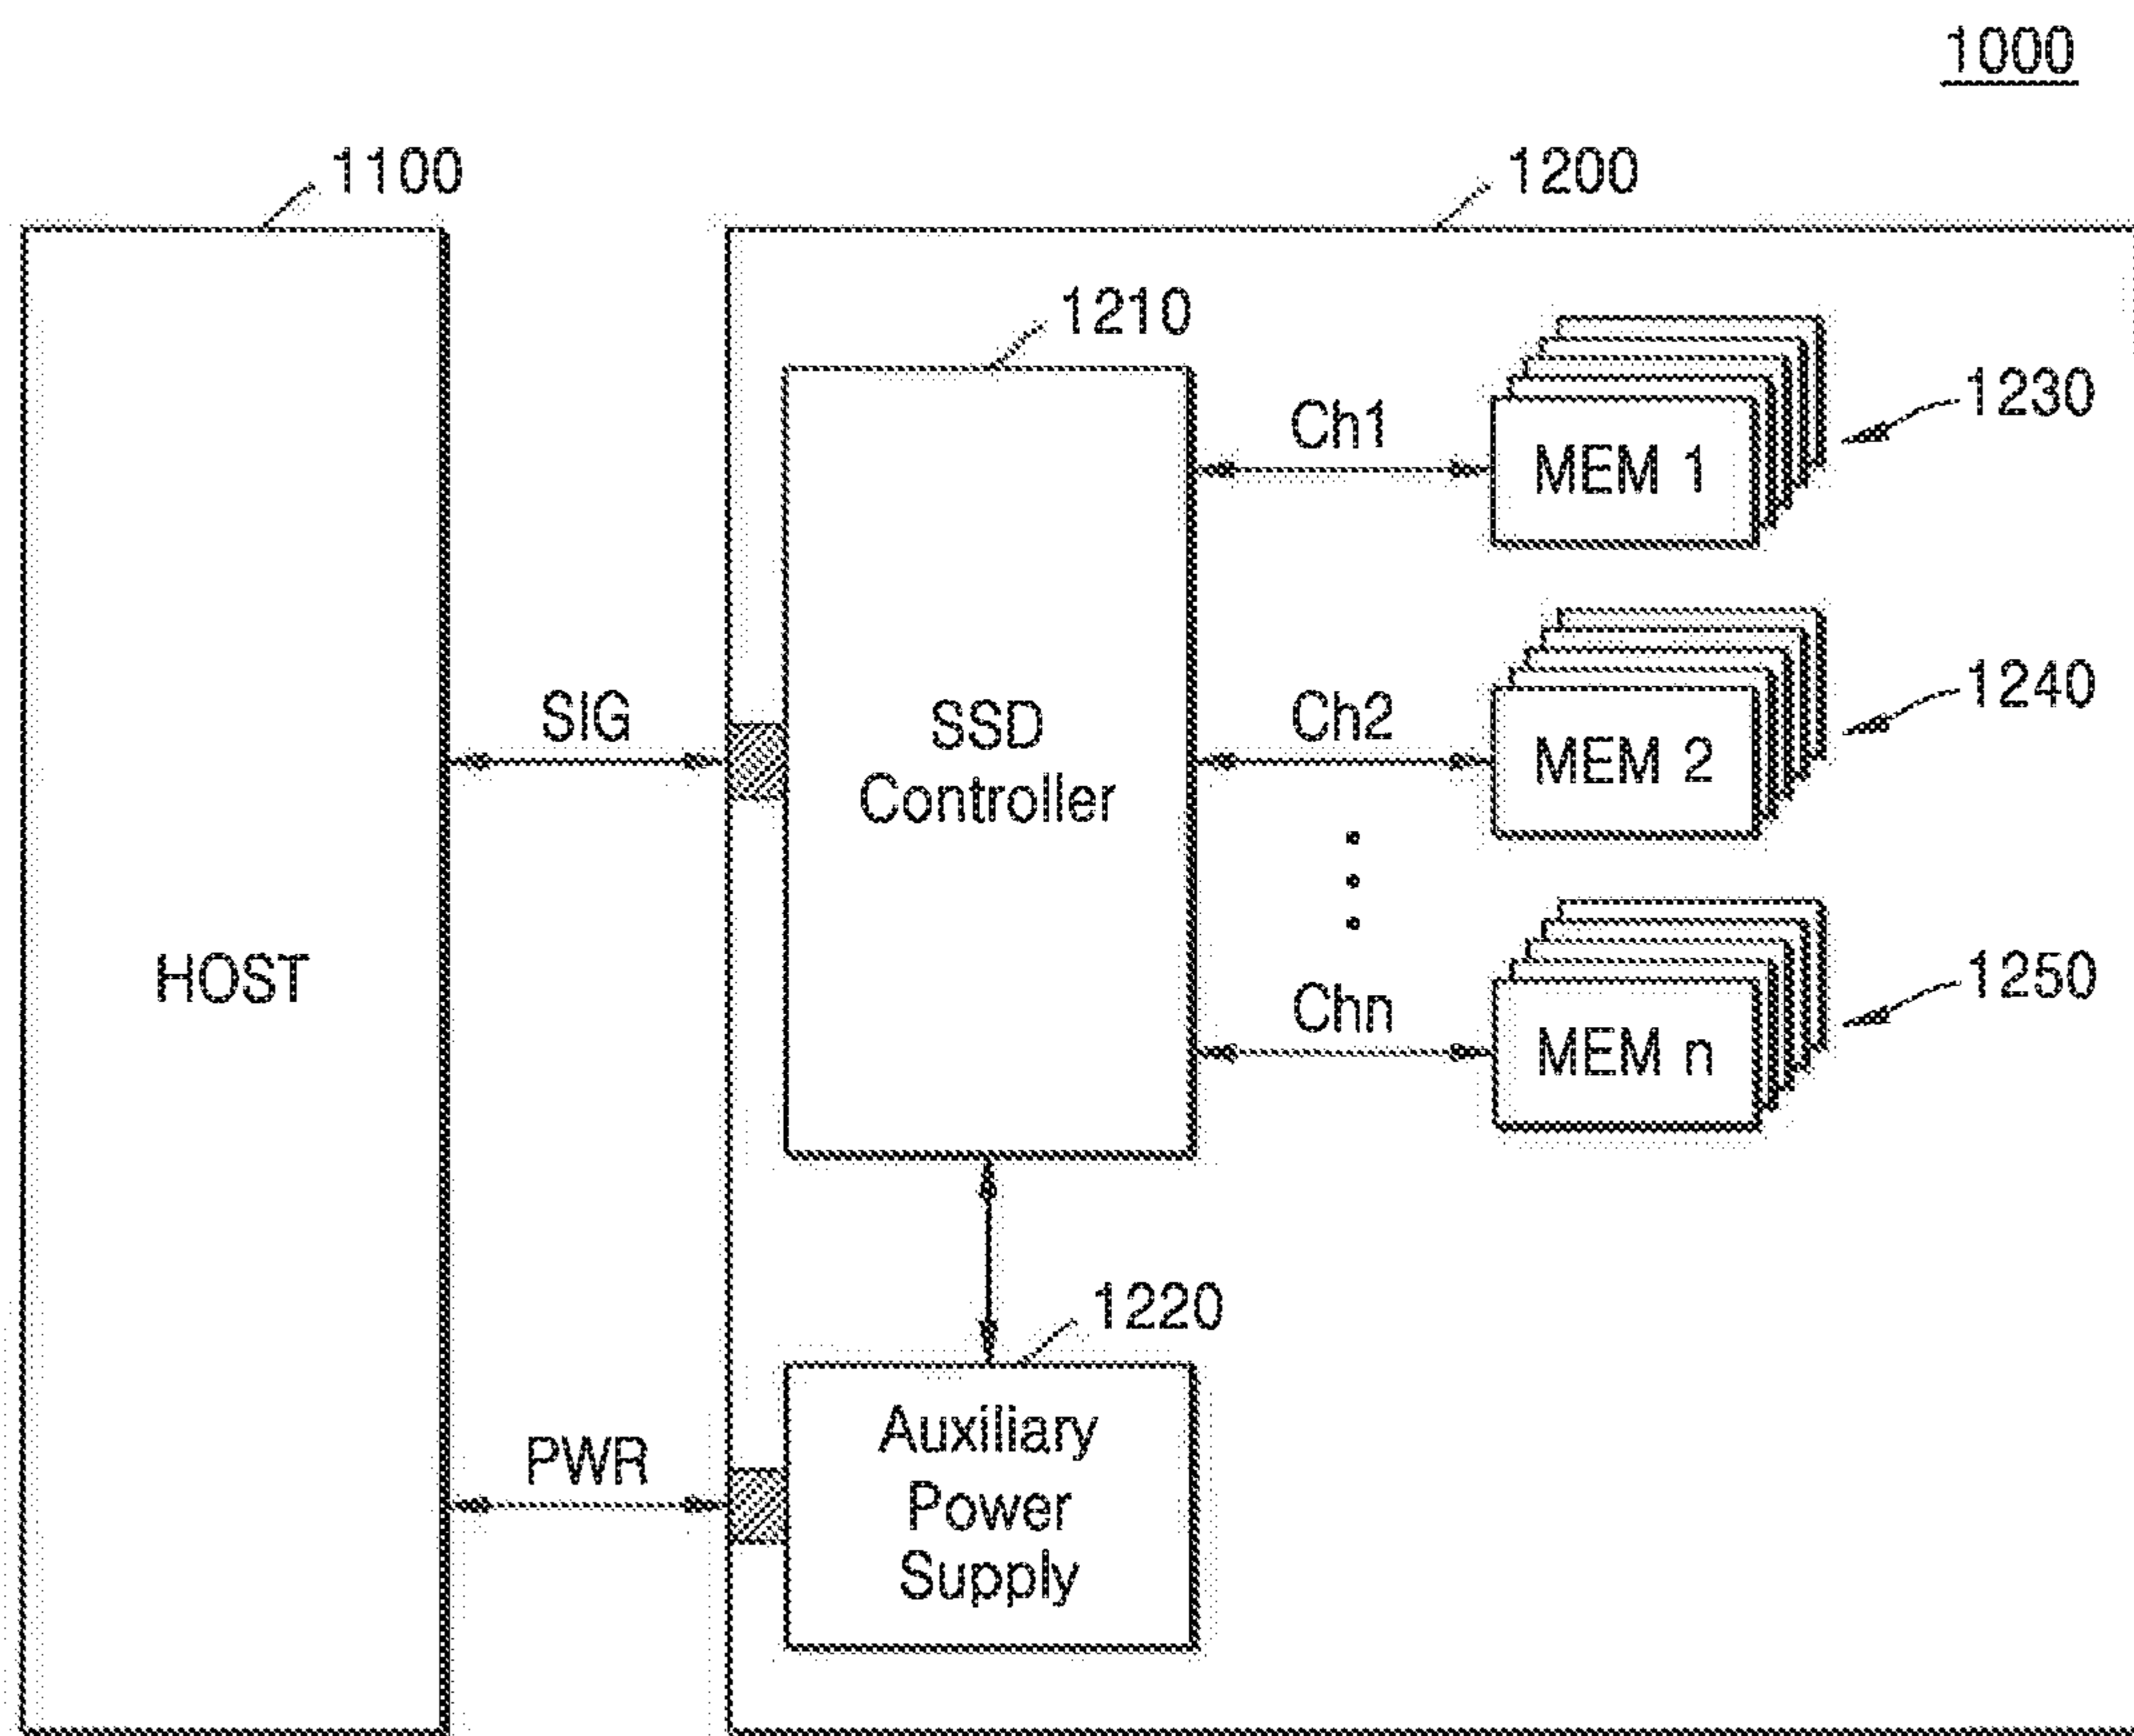 1000
1100
1200
1210
Ch1
MEM 1
1230
SIG
SSD
Controller
Ch2
MEM 2
1240
HOST
Chn
MEM n
1250
1220
PWR
Auxiliary
Power
Supply